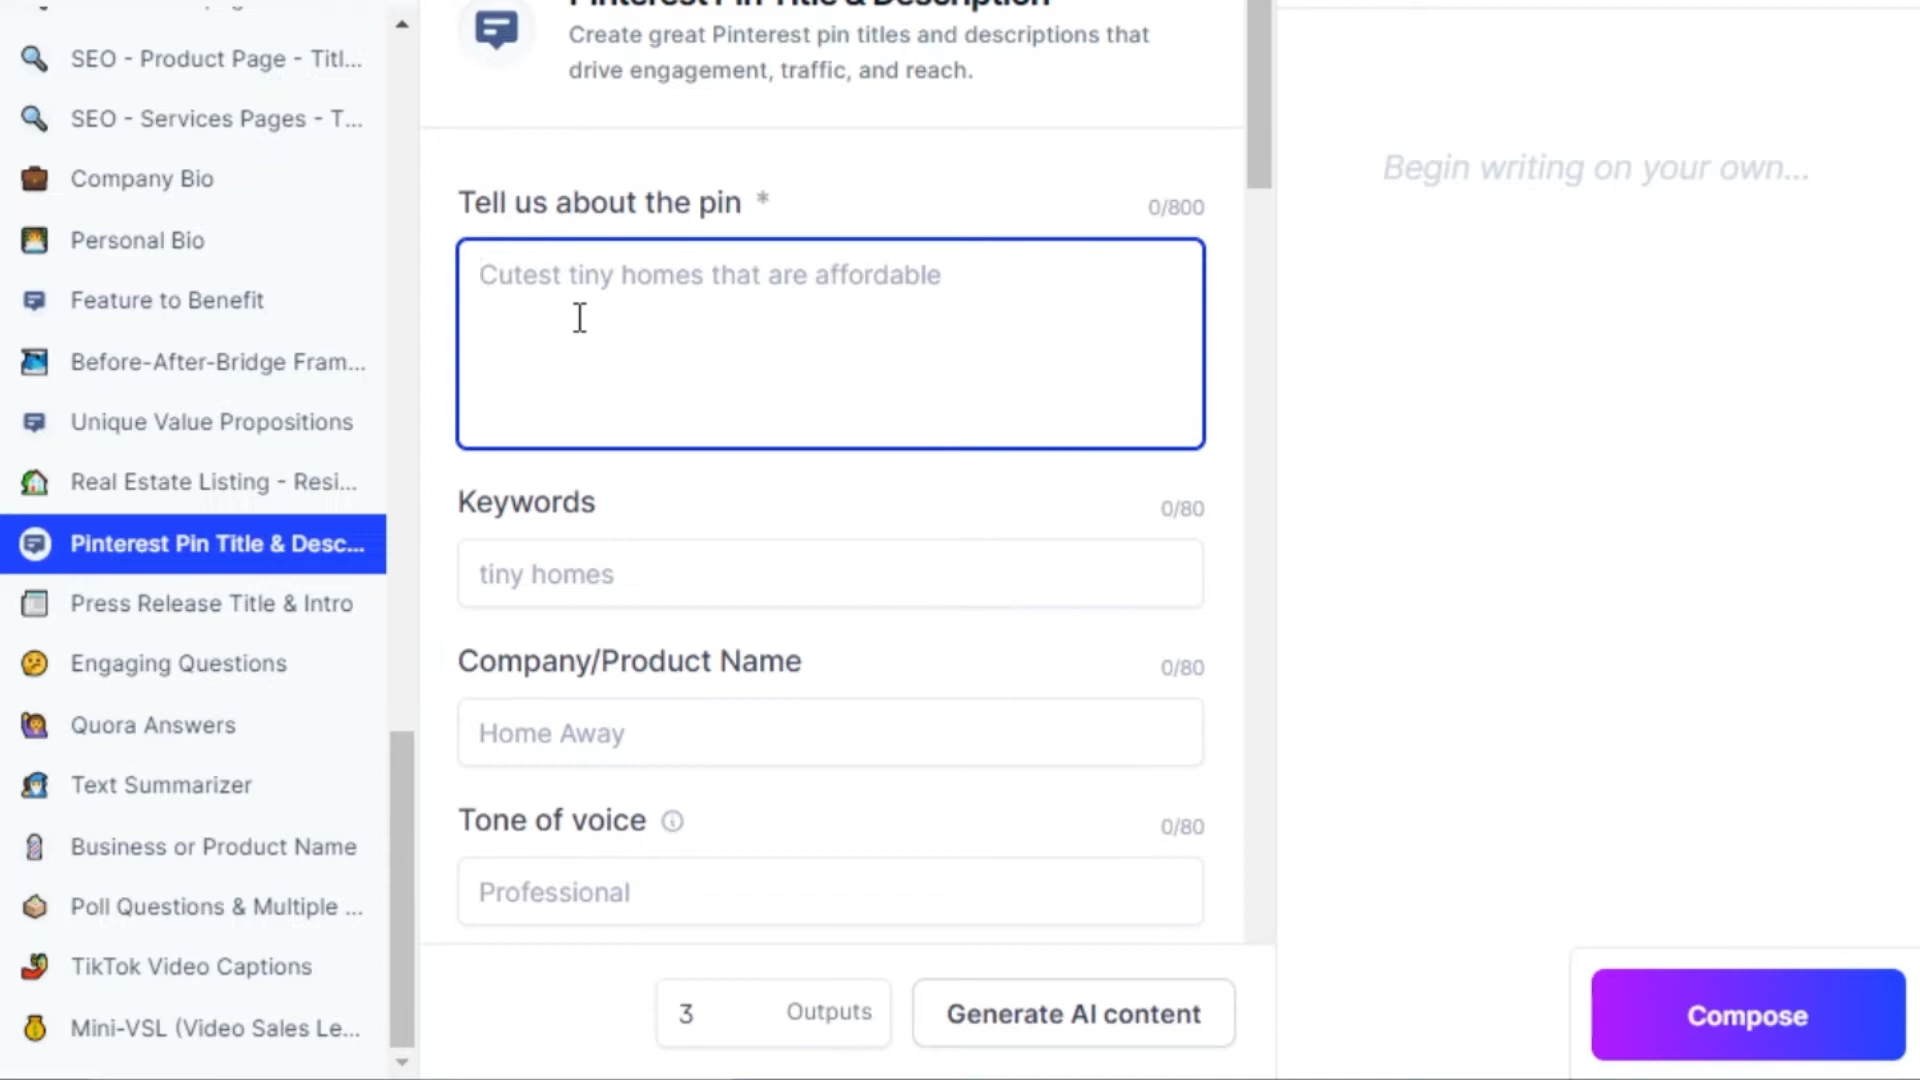 SEO - Product Page - Titl...
SEO - Services Pages - T...
Company Bio
Personal Bio
Feature to Benefit
Before-After-Bridge Fram...
Unique Value Propositions
Real Estate Listing - Resi...
Pinterest Pin Title & Desc...
Press Release Title & Intro
Engaging Questions
Quora Answers
Text Summarizer
Business or Product Name
Poll Questions & Multiple ...
TikTok Video Captions
Mini-VSL (Video Sales Le...
Pinterest Pin Title & Description
Create great Pinterest pin titles and descriptions that
drive engagement, traffic, and reach.
Tell us about the pin *
0/800
Cutest tiny homes that are affordable
Keywords
0/80
tiny homes
Company/Product Name
0/80
Home Away
Tone of voice
0/80
Professional
3 Outputs
Generate AI content
Begin writing on your own...
Compose